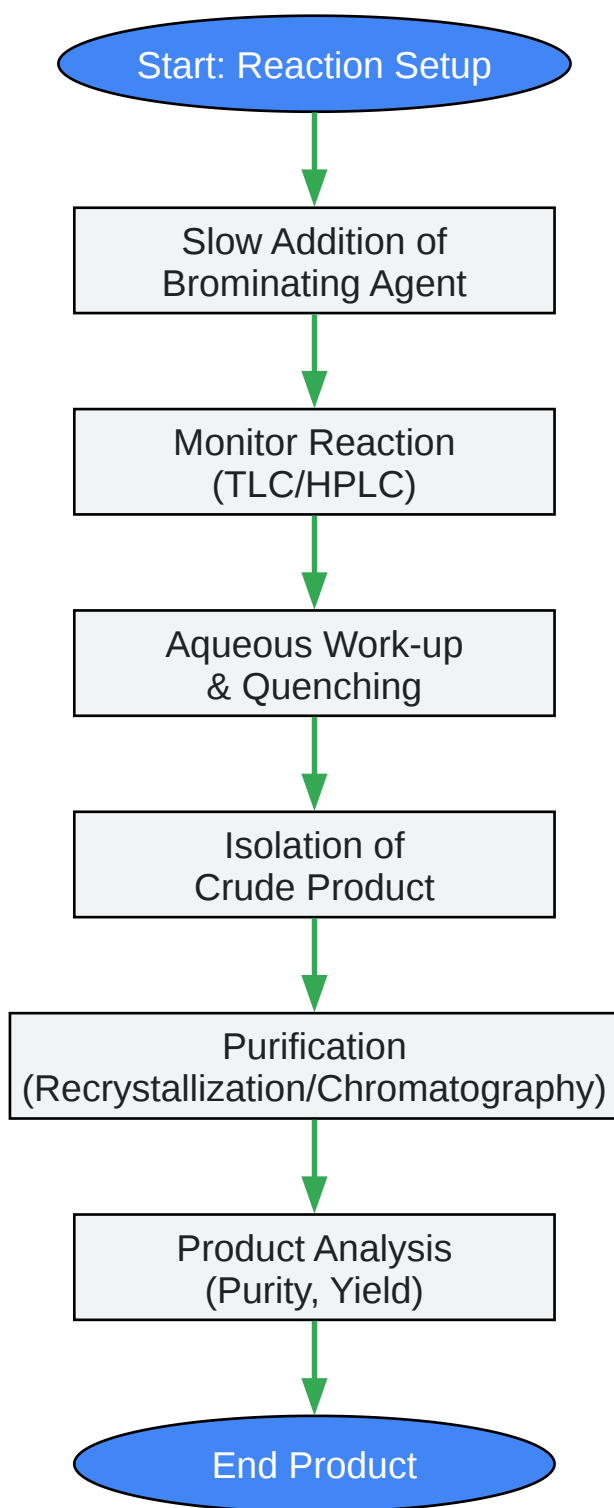 Start: Reaction Setup
Slow Addition of
Brominating Agent
Monitor Reaction
(TLC/HPLC)
Aqueous Work-up
& Quenching
Isolation of
Crude Product
Purification
(Recrystallization/Chromatography)
Product Analysis
(Purity, Yield)
End Product